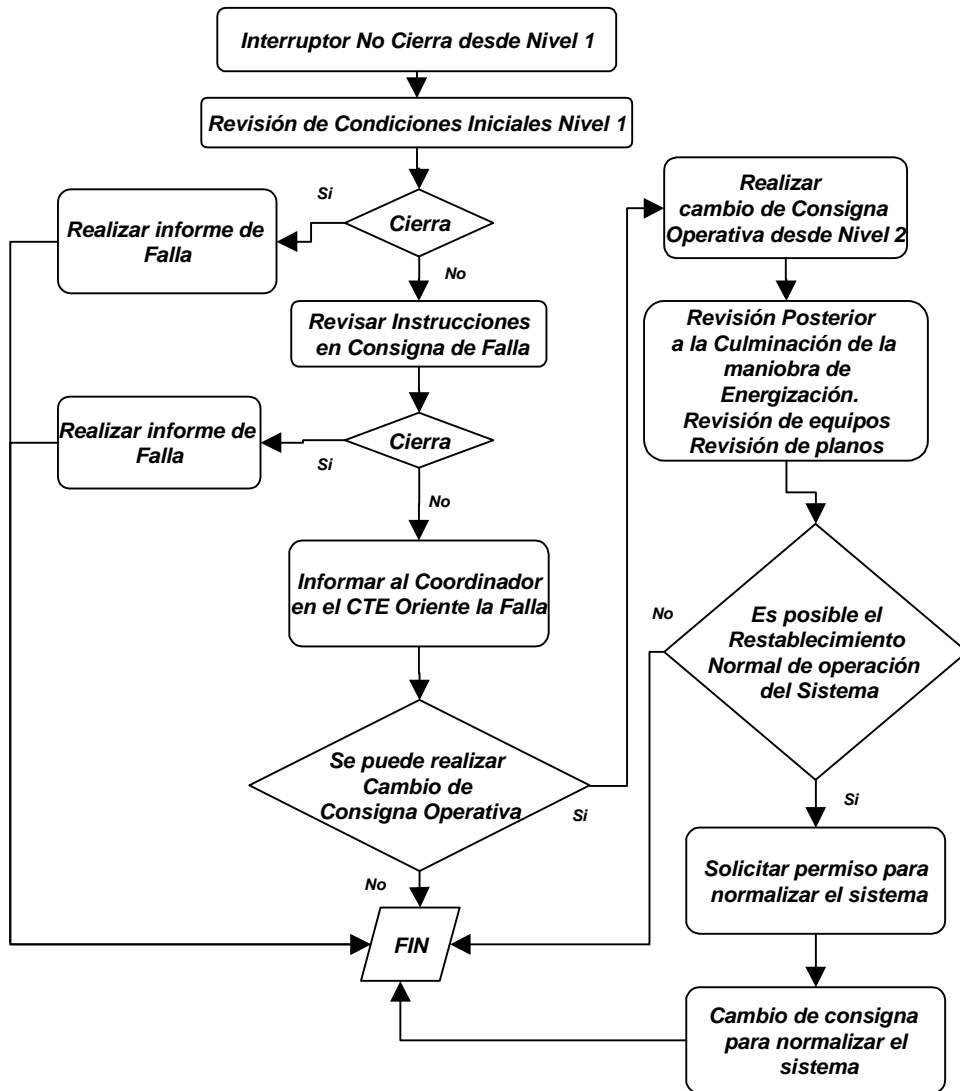 Interruptor No Cierra desde Nivel 1
Revisión de Condiciones Iniciales Nivel 1
Si
Cierra
Realizar informe de
Falla
No
Revisar Instrucciones
en Consigna de Falla
Cierra
Si
Realizar informe de
Falla
No
Informar al Coordinador
en el CTE Oriente la Falla
Se puede realizar
Cambio de
Consigna Operativa
Si
No
FIN
Realizar
cambio de Consigna
Operativa desde Nivel 2
Revisión Posterior
a la Culminación de la
maniobra de
Energización.
Revisión de equipos
Revisión de planos
No
Es posible el
Restablecimiento
Normal de operación
del Sistema
Si
Solicitar permiso para
normalizar el sistema
Cambio de consigna
para normalizar el
sistema